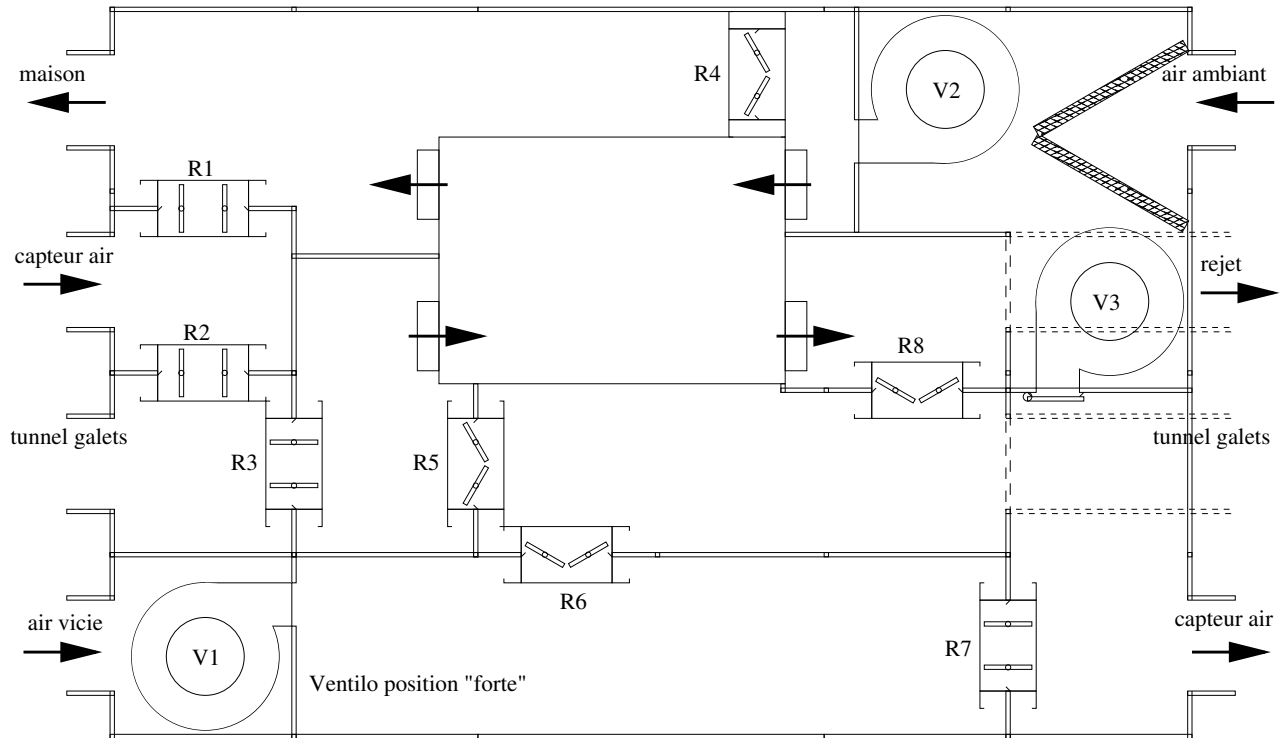 maison
R4
V2
air ambiant
R1
capteur air
rejet
V3
R2
R8
tunnel galets
tunnel galets
R3
R5
R6
air vicie
capteur air
R7
V1
Ventilo position "forte"